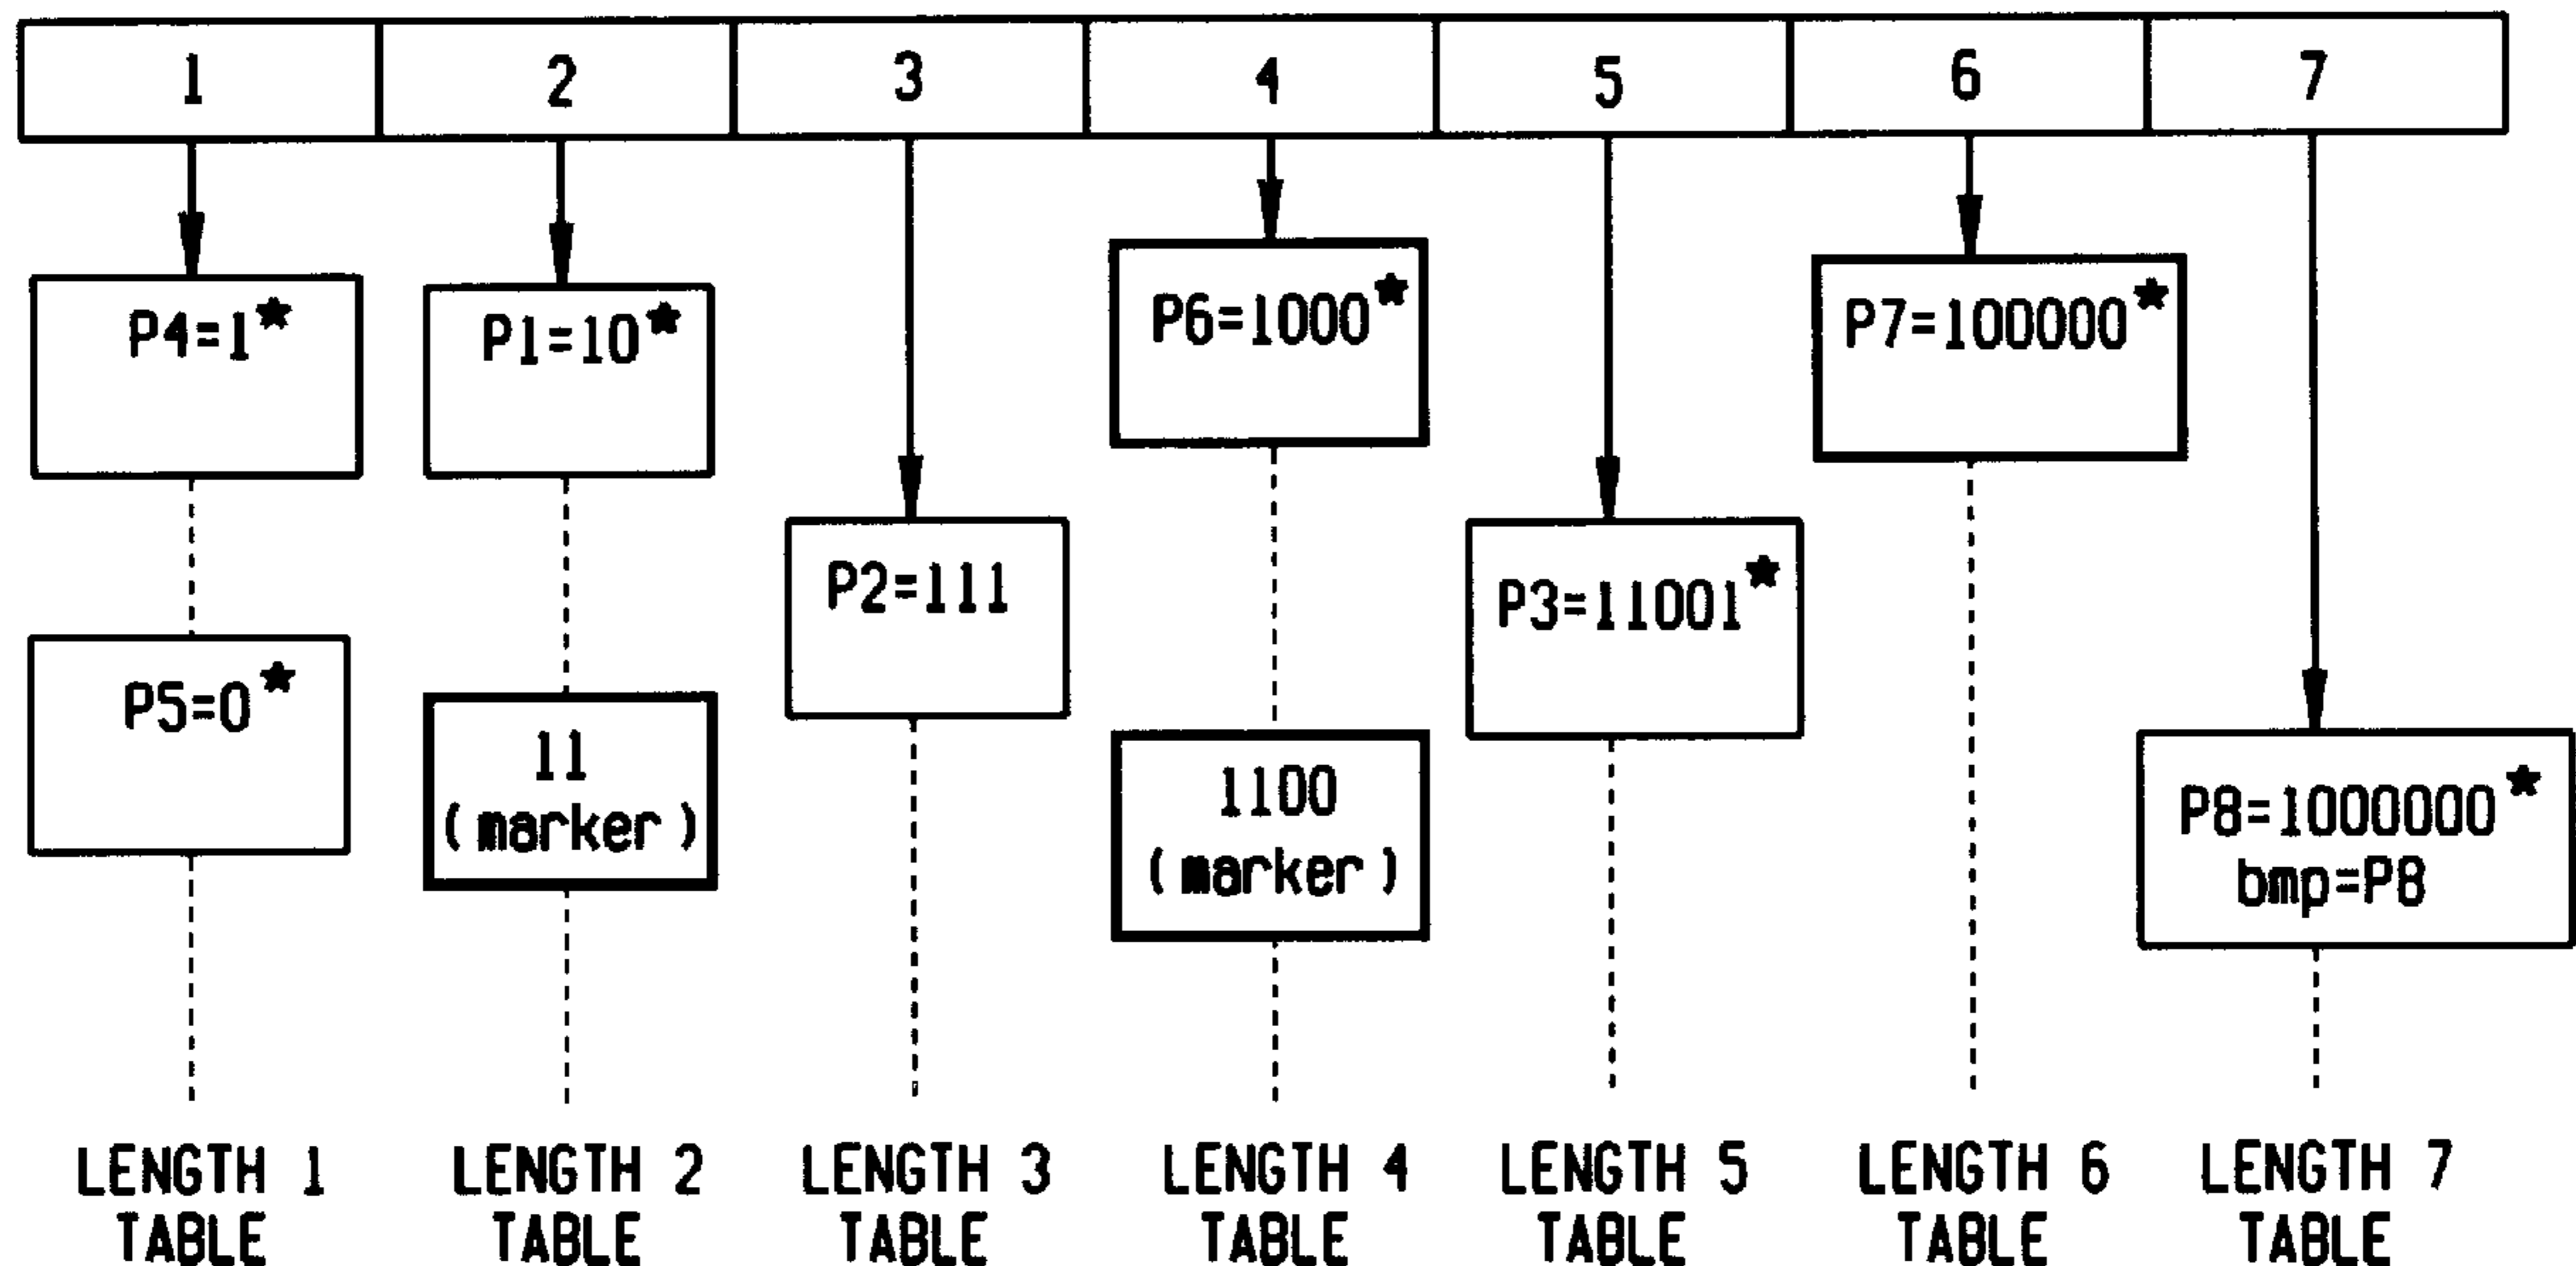 1 2 3 4 5 6 7
P4=1★ P1=10★ P6=1000★ P7=100000★
P2=111 P3=11001★
P5=0★ 11
(marker)
1100
(marker)
P8=1000000★
bmp=P8
LENGTH 1 LENGTH 2 LENGTH 3 LENGTH 4 LENGTH 5 LENGTH 6 LENGTH 7
TABLE TABLE TABLE TABLE TABLE TABLE TABLE